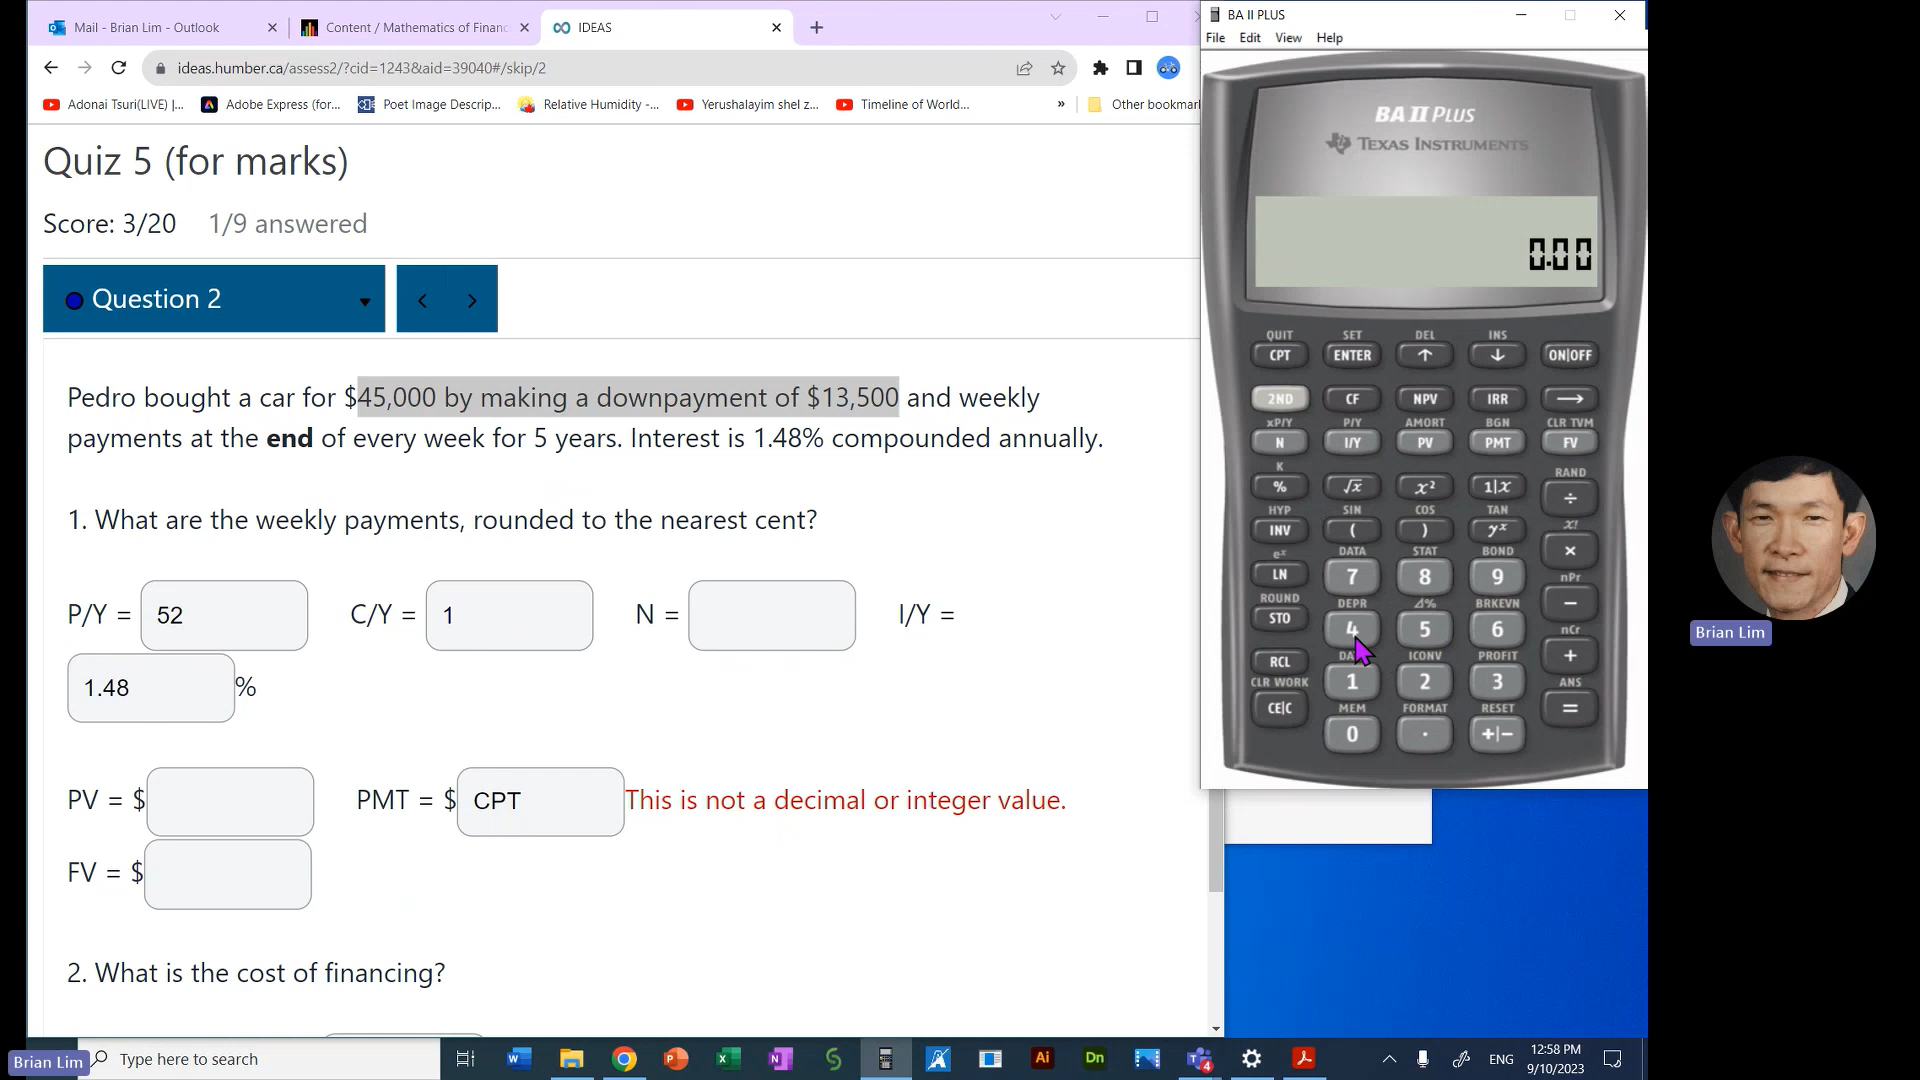 Mail - Brian Lim - Outlook
Content / Mathematics of Financ
IDEAS
ideas.humber.ca/assess2/?cid=1243&aid=39040#/skip/2
Adonai Tsuri(LIVE) |...
Adobe Express (for...
Poet Image Descrip...
Relative Humidity -...
Yerushalayim shel z...
Timeline of World...
»
Other bookmar
Quiz 5 (for marks)
Score: 3/20 1/9 answered
Question 2
< >
Pedro bought a car for $45,000 by making a downpayment of $13,500 and weekly
payments at the end of every week for 5 years. Interest is 1.48% compounded annually.
1. What are the weekly payments, rounded to the nearest cent?
P/Y = 52 C/Y = 1 N = I/Y =
1.48 %
PV = $ PMT = $ CPT This is not a decimal or integer value.
FV = $
2. What is the cost of financing?
BA II PLUS
File Edit View Help
BA II PLUS
TEXAS INSTRUMENTS
0.00
QUIT SET DEL INS
CPT ENTER ↑ ↓ ON|OFF
2ND CF NPV IRR →
xP/Y P/Y AMORT BGN CLR TVM
N I/Y PV PMT FV
K RAND
% √x x² 1|x ÷
HYP SIN COS TAN x!
INV ( ) yˣ ×
eˣ DATA STAT BOND nPr
LN 7 8 9 −
ROUND DEPR Δ% BRKEVN nCr
STO 4 5 6 +
ICONV PROFIT
RCL 1 2 3
CLR WORK MEM FORMAT RESET ANS
CE|C 0 . +|− =
Brian Lim
Brian Lim
Type here to search
W P X N S Ai Dn 4
ENG
12:58 PM
9/10/2023